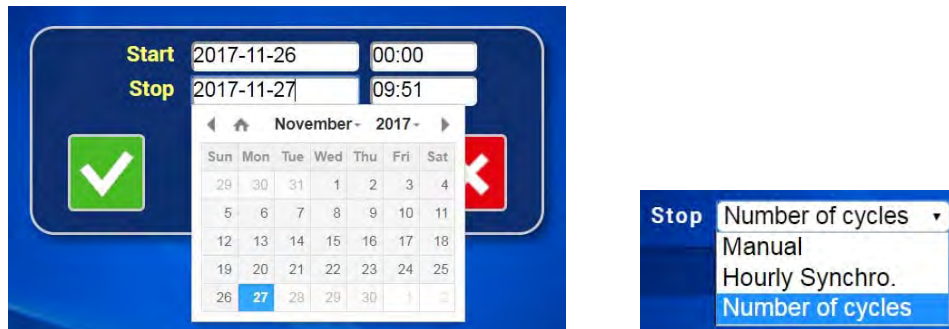 Start 2017-11-26 00:00
Stop 2017-11-27 09:51
November 2017
Sun Mon Tue Wed Thu Fri Sat
29 30 31 1 2 3 4
5 6 7 8 9 10 11
12 13 14 15 16 17 18
19 20 21 22 23 24 25
26 27 28 29 30 1 2
Stop Number of cycles
Manual
Hourly Synchro.
Number of cycles